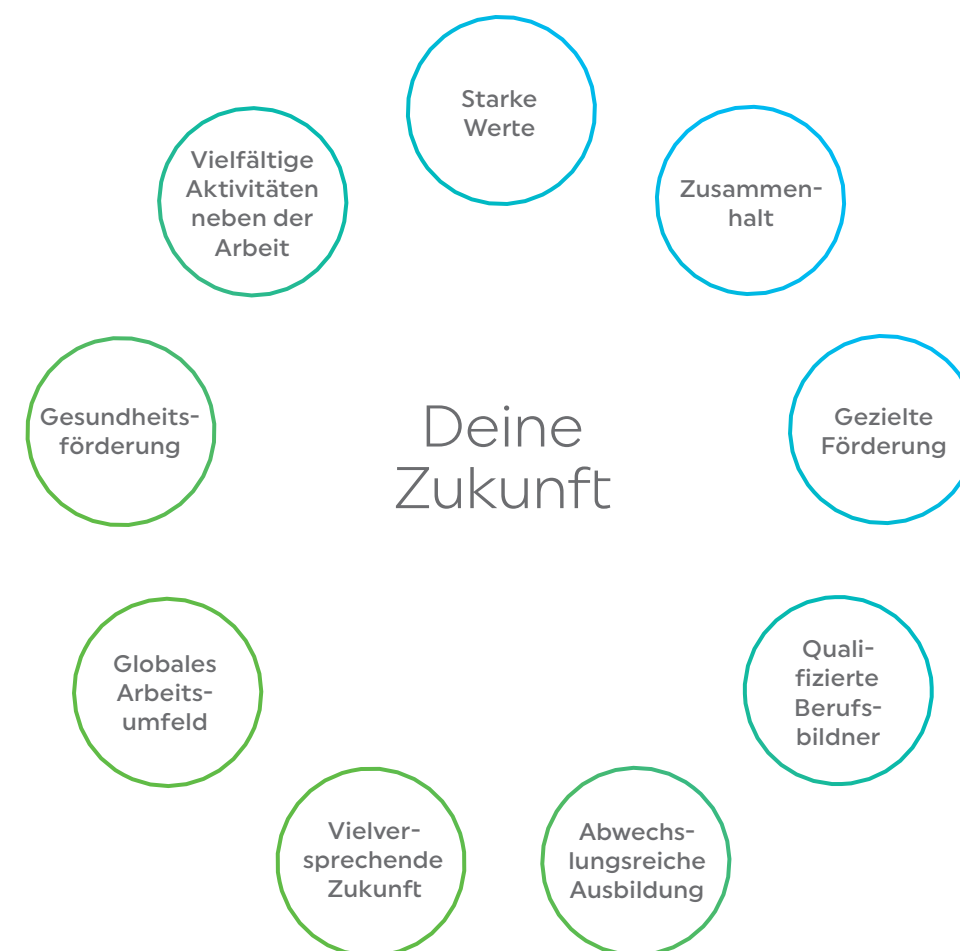 Starke
Werte
Zusammen-
halt
Gezielte
Förderung
Quali-
fizierte
Berufs-
bildner
Abwechs-
lungsreiche
Ausbildung
Vielver-
sprechende
Zukunft
Globales
Arbeits-
umfeld
Gesundheits-
förderung
Vielfältige
Aktivitäten
neben der
Arbeit
Deine
Zukunft